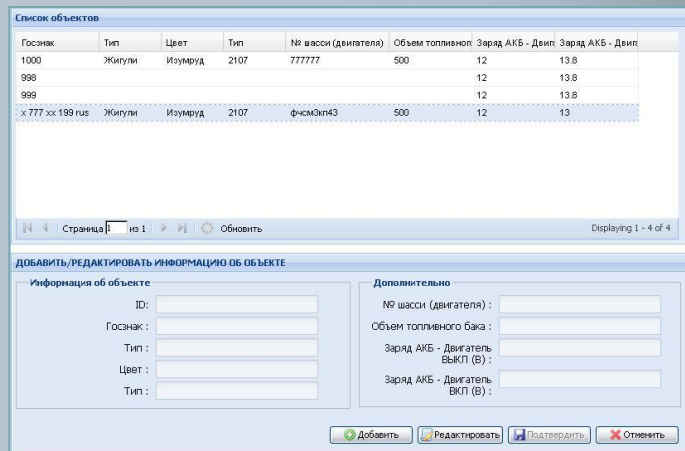 Список объектов
Госзнак Тип Цвет Тип № шасси (двигателя) Объем топливног Заряд АКБ - Двиг Заряд АКБ - Двиг
1000 Жигули Изумруд 2107 777777 500 12 13.8
998 12 13.8
999 12 13.8
х 777 хх 199 rus Жигули Изумруд 2107 фчсм3кп43 500 12 13
Страница 1 из 1 Обновить Displaying 1 - 4 of 4
ДОБАВИТЬ/РЕДАКТИРОВАТЬ ИНФОРМАЦИЮ ОБ ОБЪЕКТЕ
Информация об объекте
ID:
Госзнак :
Тип :
Цвет :
Тип :
Дополнительно
№ шасси (двигателя) :
Объем топливного бака :
Заряд АКБ - Двигатель
ВЫКЛ (В) :
Заряд АКБ - Двигатель
ВКЛ (В) :
Добавить Редактировать Подтвердить Отменить